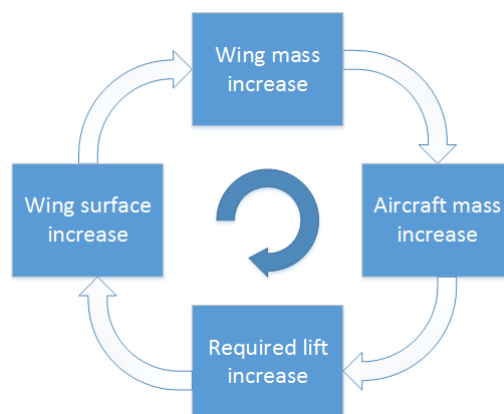 Wing mass
increase
Aircraft mass
increase
Required lift
increase
Wing surface
increase